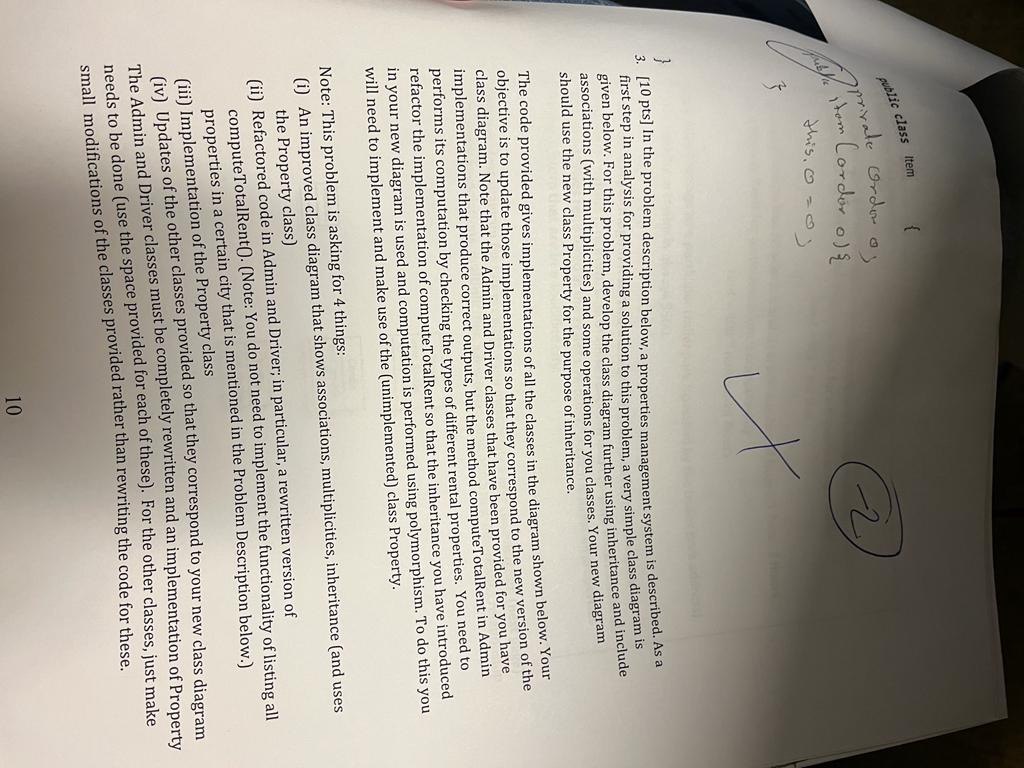 public class Item {
private order o;
public item (order o) {
this.o = o;
}
-2
}
3. [10 pts] In the problem description below, a properties management system is described. As a
first step in analysis for providing a solution to this problem, a very simple class diagram is
given below. For this problem, develop the class diagram further using inheritance and include
associations (with multiplicities) and some operations for you classes. Your new diagram
should use the new class Property for the purpose of inheritance.
The code provided gives implementations of all the classes in the diagram shown below. Your
objective is to update those implementations so that they correspond to the new version of the
class diagram. Note that the Admin and Driver classes that have been provided for you have
implementations that produce correct outputs, but the method computeTotalRent in Admin
performs its computation by checking the types of different rental properties. You need to
refactor the implementation of computeTotalRent so that the inheritance you have introduced
in your new diagram is used and computation is performed using polymorphism. To do this you
will need to implement and make use of the (unimplemented) class Property.
Note: This problem is asking for 4 things:
(i) An improved class diagram that shows associations, multiplicities, inheritance (and uses
the Property class)
(ii) Refactored code in Admin and Driver; in particular, a rewritten version of
computeTotalRent(). (Note: You do not need to implement the functionality of listing all
properties in a certain city that is mentioned in the Problem Description below.)
(iii) Implementation of the Property class
(iv) Updates of the other classes provided so that they correspond to your new class diagram
The Admin and Driver classes must be completely rewritten and an implementation of Property
needs to be done (use the space provided for each of these). For the other classes, just make
small modifications of the classes provided rather than rewriting the code for these.
10